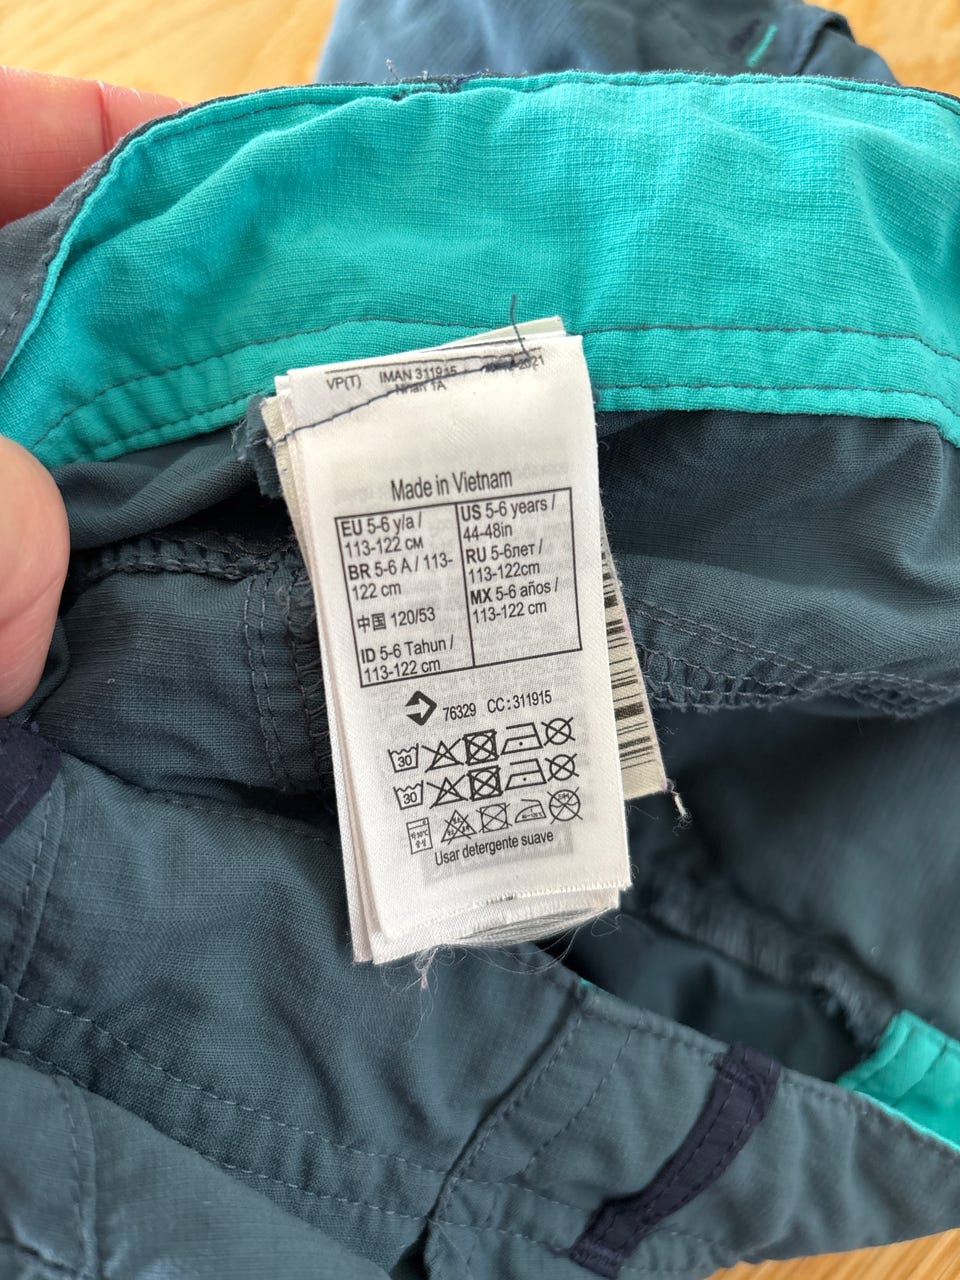 VP(T) IMAN 311915
Nhan 1A
Made in Vietnam
EU 5-6 y/a /
113-122 см
BR 5-6 A / 113-
122 cm
中国 120/53
ID 5-6 Tahun /
113-122 cm
US 5-6 years /
44-48in
RU 5-6лет /
113-122cm
MX 5-6 años /
113-122 cm
76329 CC:311915
30
30
Usar detergente suave